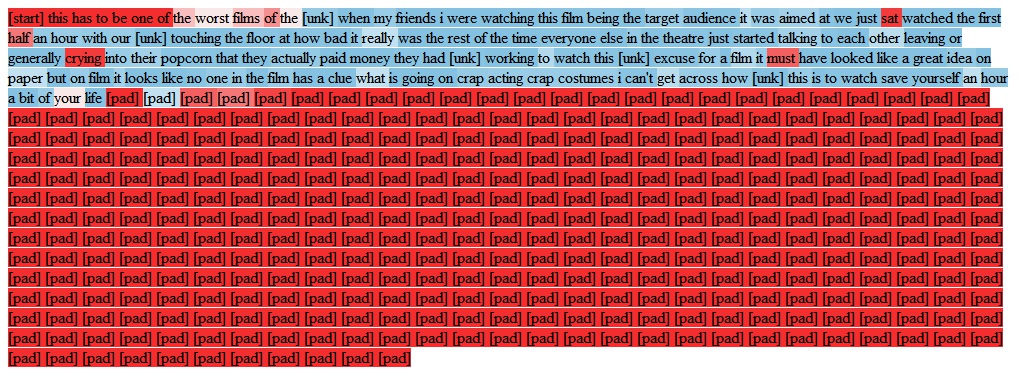 [start] this has to be one of the worst films of the [unk] when my friends i were watching this film being the target audience it was aimed at we just sat watched the first
half an hour with our [unk] touching the floor at how bad it really was the rest of the time everyone else in the theatre just started talking to each other leaving or
generally crying into their popcorn that they actually paid money they had [unk] working to watch this [unk] excuse for a film it must have looked like a great idea on
paper but on film it looks like no one in the film has a clue what is going on crap acting crap costumes i can't get across how [unk] this is to watch save yourself an hour
a bit of your life [pad] [pad] [pad] [pad] [pad] [pad] [pad] [pad] [pad] [pad] [pad] [pad] [pad] [pad] [pad] [pad] [pad] [pad] [pad] [pad] [pad] [pad] [pad] [pad]
[pad] [pad] [pad] [pad] [pad] [pad] [pad] [pad] [pad] [pad] [pad] [pad] [pad] [pad] [pad] [pad] [pad] [pad] [pad] [pad] [pad] [pad] [pad] [pad] [pad] [pad] [pad]
[pad] [pad] [pad] [pad] [pad] [pad] [pad] [pad] [pad] [pad] [pad] [pad] [pad] [pad] [pad] [pad] [pad] [pad] [pad] [pad] [pad] [pad] [pad] [pad] [pad] [pad] [pad]
[pad] [pad] [pad] [pad] [pad] [pad] [pad] [pad] [pad] [pad] [pad] [pad] [pad] [pad] [pad] [pad] [pad] [pad] [pad] [pad] [pad] [pad] [pad] [pad] [pad] [pad] [pad]
[pad] [pad] [pad] [pad] [pad] [pad] [pad] [pad] [pad] [pad] [pad] [pad] [pad] [pad] [pad] [pad] [pad] [pad] [pad] [pad] [pad] [pad] [pad] [pad] [pad] [pad] [pad]
[pad] [pad] [pad] [pad] [pad] [pad] [pad] [pad] [pad] [pad] [pad] [pad] [pad] [pad] [pad] [pad] [pad] [pad] [pad] [pad] [pad] [pad] [pad] [pad] [pad] [pad] [pad]
[pad] [pad] [pad] [pad] [pad] [pad] [pad] [pad] [pad] [pad] [pad] [pad] [pad] [pad] [pad] [pad] [pad] [pad] [pad] [pad] [pad] [pad] [pad] [pad] [pad] [pad] [pad]
[pad] [pad] [pad] [pad] [pad] [pad] [pad] [pad] [pad] [pad] [pad] [pad] [pad] [pad] [pad] [pad] [pad] [pad] [pad] [pad] [pad] [pad] [pad] [pad] [pad] [pad] [pad]
[pad] [pad] [pad] [pad] [pad] [pad] [pad] [pad] [pad] [pad] [pad] [pad] [pad] [pad] [pad] [pad] [pad] [pad] [pad] [pad] [pad] [pad] [pad] [pad] [pad] [pad] [pad]
[pad] [pad] [pad] [pad] [pad] [pad] [pad] [pad] [pad] [pad] [pad] [pad] [pad] [pad] [pad] [pad] [pad] [pad] [pad] [pad] [pad] [pad] [pad] [pad] [pad] [pad] [pad]
[pad] [pad] [pad] [pad] [pad] [pad] [pad] [pad] [pad] [pad] [pad] [pad] [pad] [pad] [pad] [pad] [pad] [pad] [pad] [pad] [pad] [pad] [pad] [pad] [pad] [pad] [pad]
[pad] [pad] [pad] [pad] [pad] [pad] [pad] [pad] [pad] [pad] [pad] [pad] [pad] [pad] [pad] [pad] [pad] [pad] [pad] [pad] [pad] [pad] [pad] [pad] [pad] [pad] [pad]
[pad] [pad] [pad] [pad] [pad] [pad] [pad] [pad] [pad] [pad] [pad] [pad] [pad] [pad] [pad] [pad] [pad] [pad] [pad] [pad] [pad] [pad] [pad] [pad] [pad] [pad] [pad]
[pad] [pad] [pad] [pad] [pad] [pad] [pad] [pad] [pad] [pad] [pad]